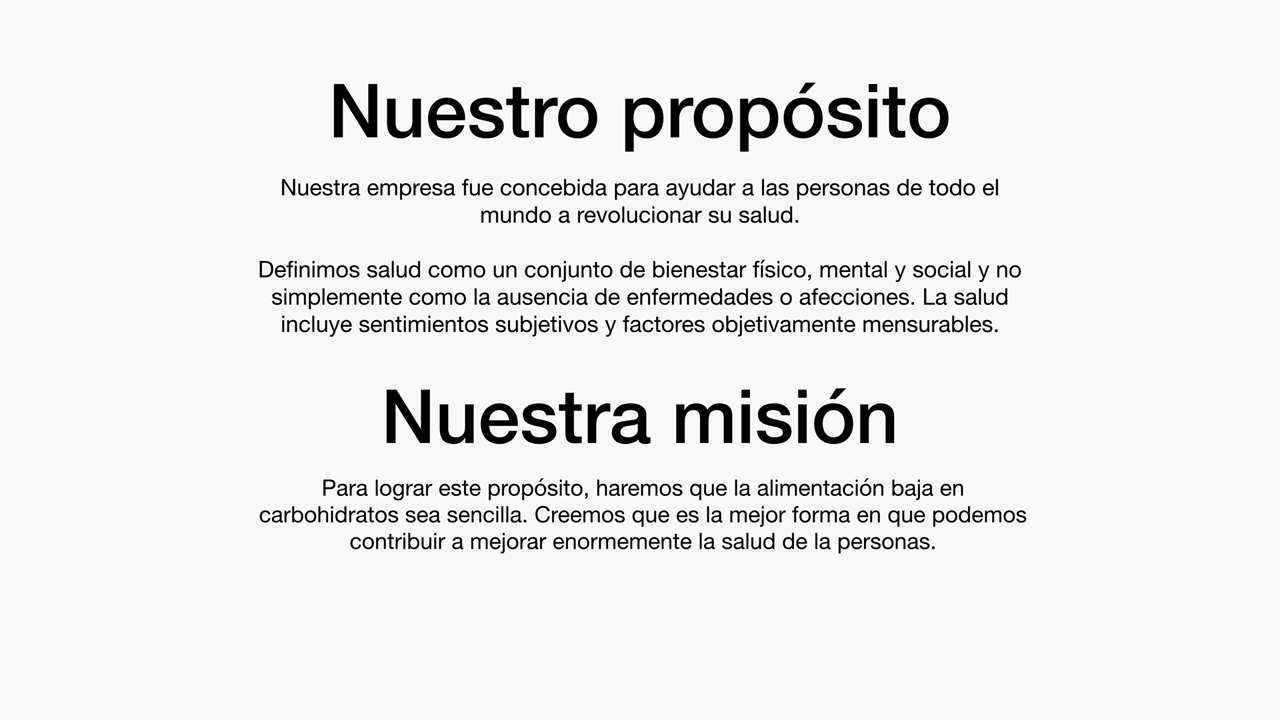 Nuestro propósito
Nuestra empresa fue concebida para ayudar a las personas de todo el
mundo a revolucionar su salud.
Definimos salud como un conjunto de bienestar físico, mental y social y no
simplemente como la ausencia de enfermedades o afecciones. La salud
incluye sentimientos subjetivos y factores objetivamente mensurables.
Nuestra misión
Para lograr este propósito, haremos que la alimentación baja en
carbohidratos sea sencilla. Creemos que es la mejor forma en que podemos
contribuir a mejorar enormemente la salud de la personas.